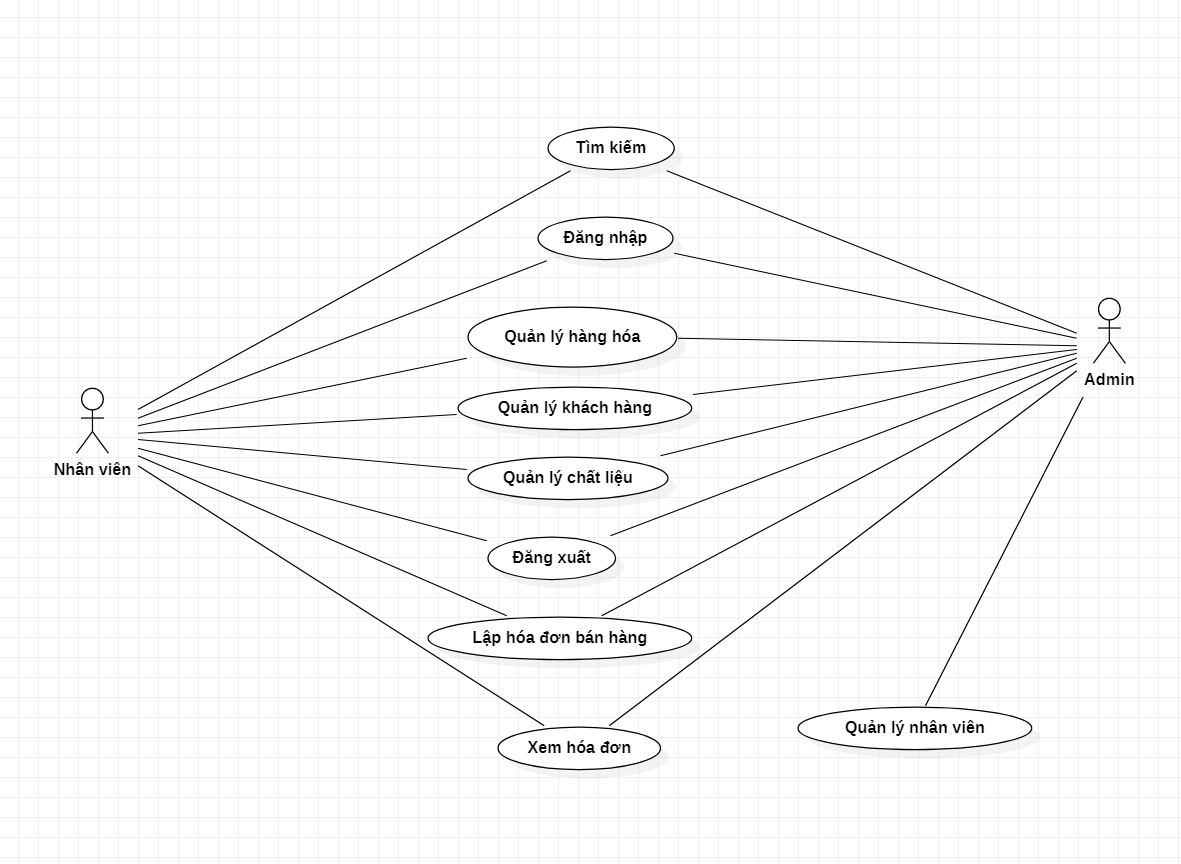 Tìm kiếm
Đăng nhập
Quản lý hàng hóa
Admin
Quản lý khách hàng
Nhân viên
Quản lý chất liệu
Đăng xuất
Lập hóa đơn bán hàng
Quản lý nhân viên
Xem hóa đơn